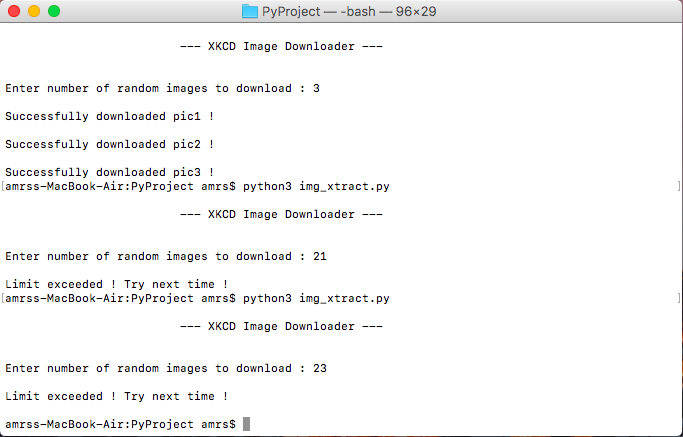 PyProject — -bash — 96×29
--- XKCD Image Downloader ---
Enter number of random images to download : 3
Successfully downloaded pic1 !
Successfully downloaded pic2 !
Successfully downloaded pic3 !
[amrss-MacBook-Air:PyProject amrs$ python3 img_xtract.py ]
--- XKCD Image Downloader ---
Enter number of random images to download : 21
Limit exceeded ! Try next time !
[amrss-MacBook-Air:PyProject amrs$ python3 img_xtract.py ]
--- XKCD Image Downloader ---
Enter number of random images to download : 23
Limit exceeded ! Try next time !
amrss-MacBook-Air:PyProject amrs$